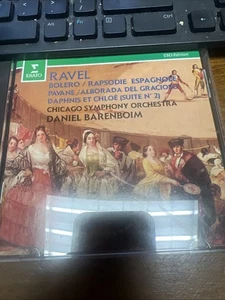 ERATO
RAVEL
BOLERO / RAPSODIE ESPAGNOLE
PAVANE / ALBORADA DEL GRACIOSO
DAPHNIS ET CHLOÉ (SUITE N° 2)
CHICAGO SYMPHONY ORCHESTRA
DANIEL BARENBOIM